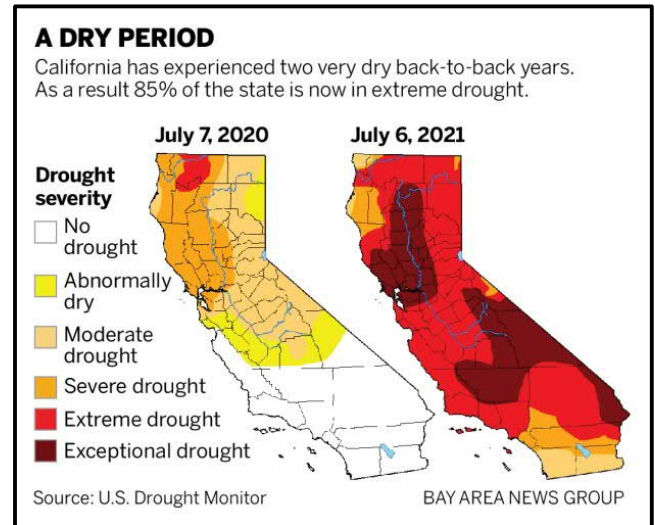 A DRY PERIOD
California has experienced two very dry back-to-back years.
As a result 85% of the state is now in extreme drought.
July 7, 2020
July 6, 2021
Drought
severity
No
drought
Abnormally
dry
Moderate
drought
Severe drought
Extreme drought
Exceptional drought
Source: U.S. Drought Monitor
BAY AREA NEWS GROUP